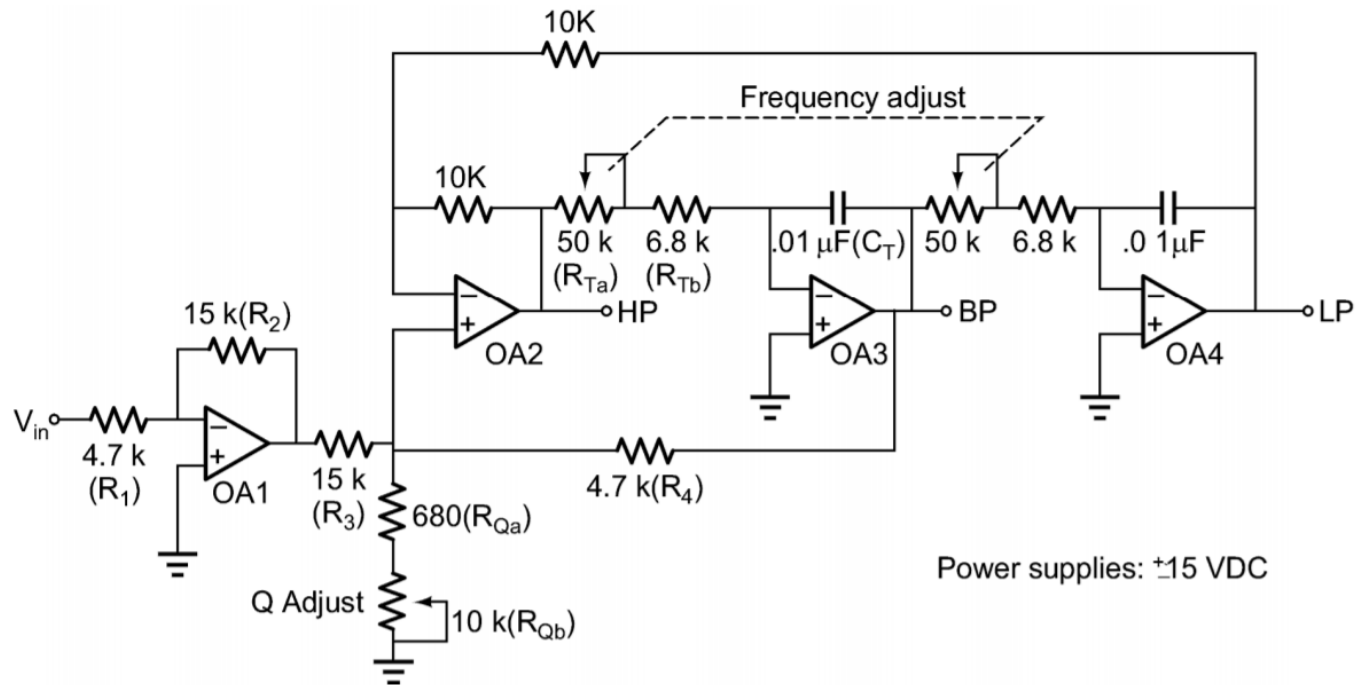 10K
Frequency adjust
10K
50 k
(R_Ta)
6.8 k
(R_Tb)
.01 μF(C_T)
50 k
6.8 k
.0 1μF
15 k(R_2)
−
+
OA2
HP
−
+
OA3
BP
−
+
OA4
LP
V_in
4.7 k
(R_1)
−
+
OA1
15 k
(R_3)
4.7 k(R_4)
680(R_Qa)
Q Adjust
10 k(R_Qb)
Power supplies: ±15 VDC